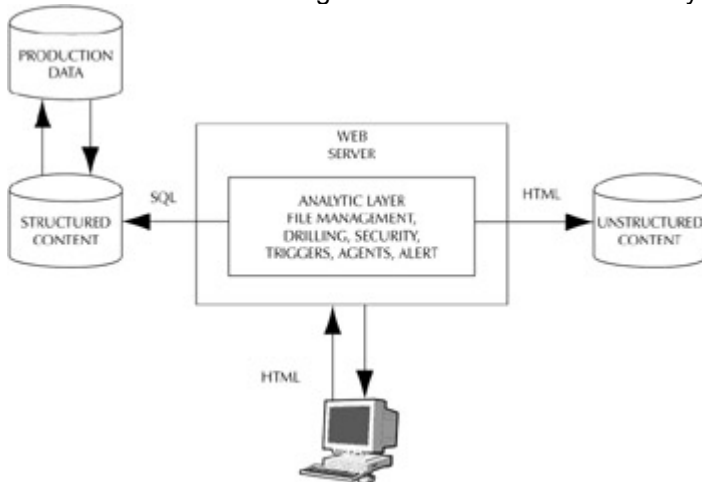 PRODUCTION
DATA
WEB
SERVER
SQL
HTML
STRUCTURED
CONTENT
ANALYTIC LAYER
FILE MANAGEMENT,
DRILLING, SECURITY,
TRIGGERS, AGENTS, ALERT
UNSTRUCTURED
CONTENT
HTML